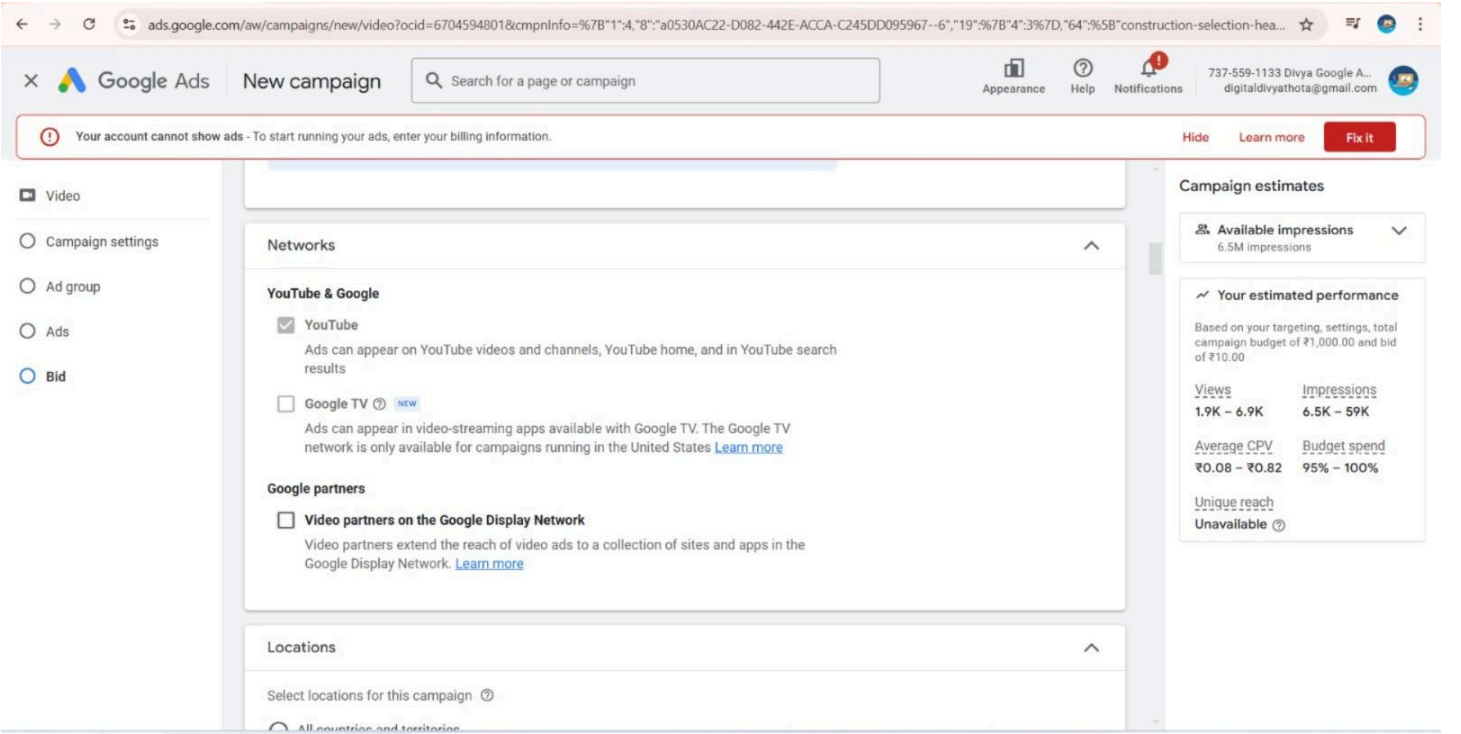 ads.google.com/aw/campaigns/new/video?ocid=6704594801&cmpnInfo=%7B"1":4,"8":"a0530AC22-D082-442E-ACCA-C245DD095967--6","19":%7B"4":3%7D,"64":%5B"construction-selection-hea...
Google Ads
New campaign
Search for a page or campaign
Appearance
Help
Notifications
737-559-1133 Divya Google A...
digitaldivyathota@gmail.com
Your account cannot show ads - To start running your ads, enter your billing information.
Hide
Learn more
Fix it
Video
Campaign settings
Ad group
Ads
Bid
Networks
YouTube & Google
YouTube
Ads can appear on YouTube videos and channels, YouTube home, and in YouTube search
results
Google TV NEW
Ads can appear in video-streaming apps available with Google TV. The Google TV
network is only available for campaigns running in the United States Learn more
Google partners
Video partners on the Google Display Network
Video partners extend the reach of video ads to a collection of sites and apps in the
Google Display Network. Learn more
Locations
Select locations for this campaign
All countries and territories
Campaign estimates
Available impressions
6.5M impressions
Your estimated performance
Based on your targeting, settings, total
campaign budget of ₹1,000.00 and bid
of ₹10.00
Views Impressions
1.9K – 6.9K 6.5K – 59K
Average CPV Budget spend
₹0.08 – ₹0.82 95% – 100%
Unique reach
Unavailable